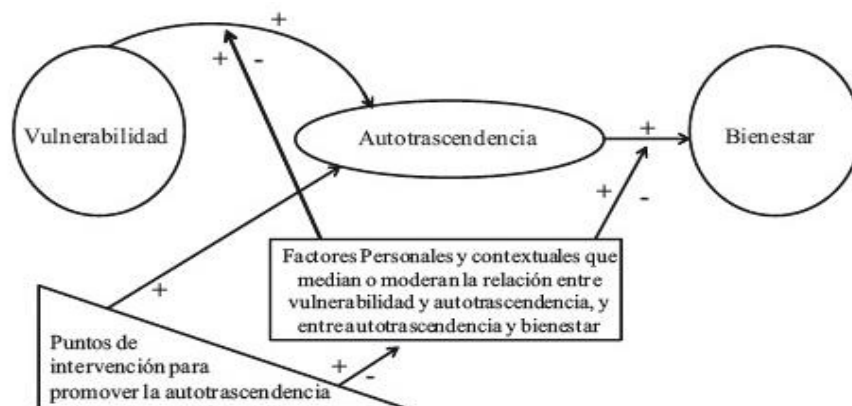 +
+ -
Vulnerabilidad
Autotrascendencia
+
Bienestar
+ -
Factores Personales y contextuales que
median o moderan la relación entre
vulnerabilidad y autotrascendencia, y
entre autotrascendencia y bienestar
+
Puntos de
intervención para
promover la autotrascendencia
+ -